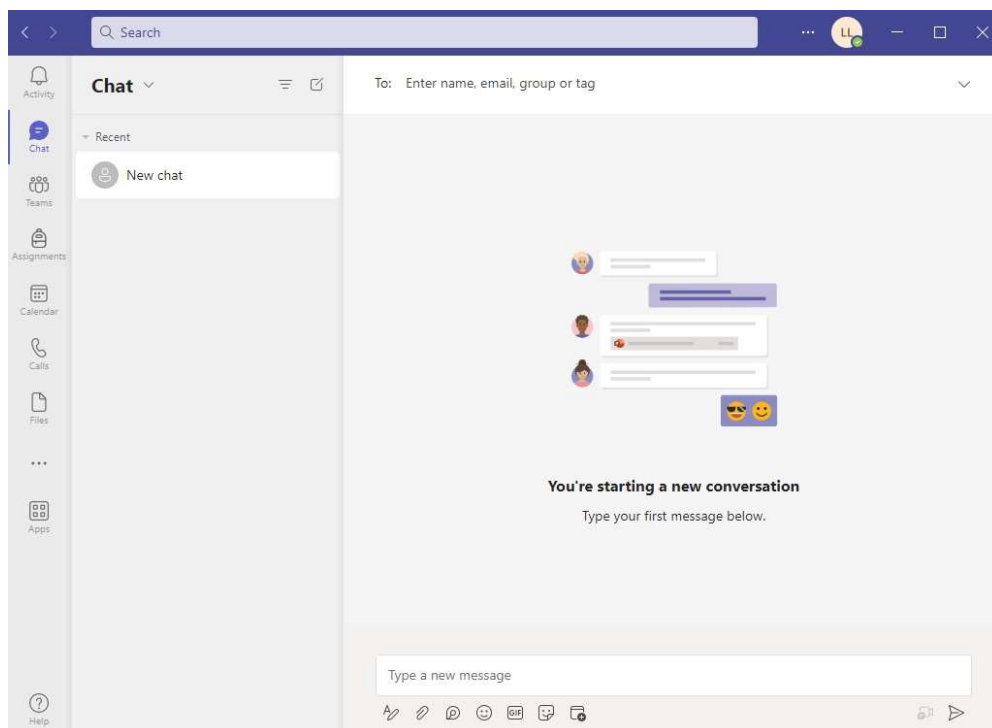 Search
LL
Activity
Chat
Teams
Assignments
Calendar
Calls
Files
Apps
Help
Chat
Recent
New chat
To: Enter name, email, group or tag
You're starting a new conversation
Type your first message below.
Type a new message
GIF